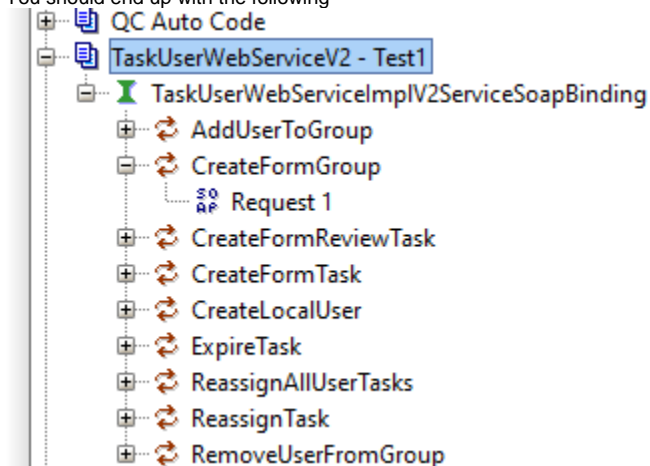 You should end up with the following
QC Auto Code
TaskUserWebServiceV2 - Test1
TaskUserWebServiceImplV2ServiceSoapBinding
AddUserToGroup
CreateFormGroup
SO
AP Request 1
CreateFormReviewTask
CreateFormTask
CreateLocalUser
ExpireTask
ReassignAllUserTasks
ReassignTask
RemoveUserFromGroup